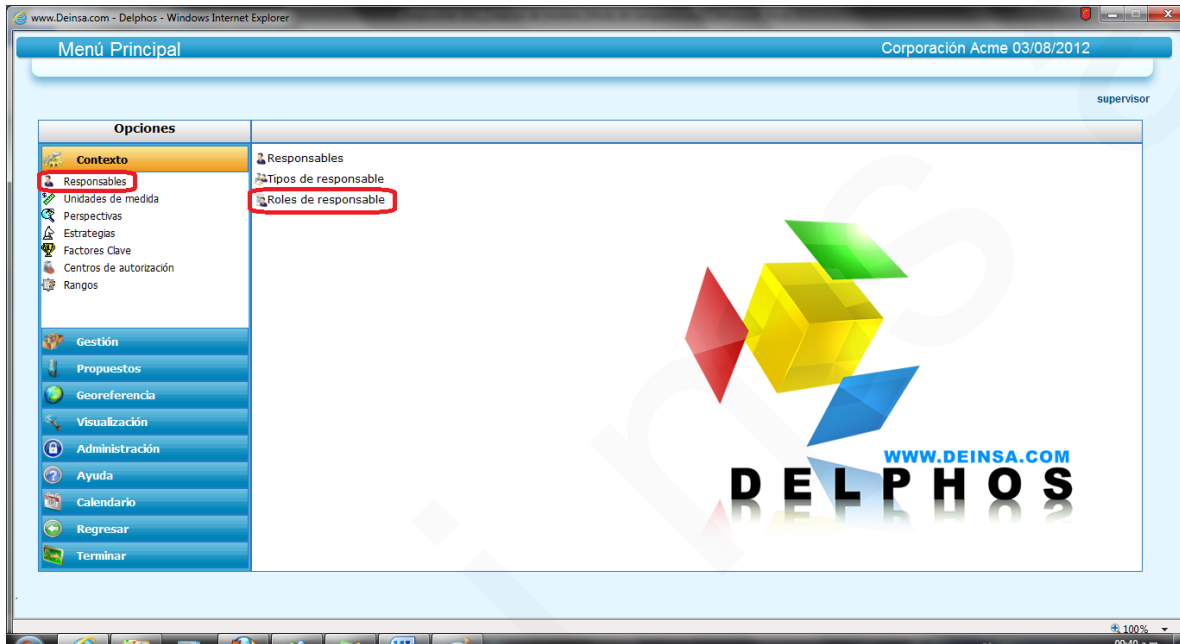 www.Deinsa.com - Delphos - Windows Internet Explorer
Menú Principal
Corporación Acme 03/08/2012
supervisor
Opciones
Contexto
Responsables
Unidades de medida
Perspectivas
Estrategias
Factores Clave
Centros de autorización
Rangos
Gestión
Propuestos
Georeferencia
Visualización
Administración
Ayuda
Calendario
Regresar
Terminar
Responsables
Tipos de responsable
Roles de responsable
WWW.DEINSA.COM
DELPHOS
100%